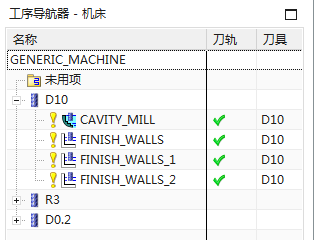 工序导航器 - 机床
名称 刀轨 刀具
GENERIC_MACHINE
未用项
D10
CAVITY_MILL D10
FINISH_WALLS D10
FINISH_WALLS_1 D10
FINISH_WALLS_2 D10
R3
D0.2